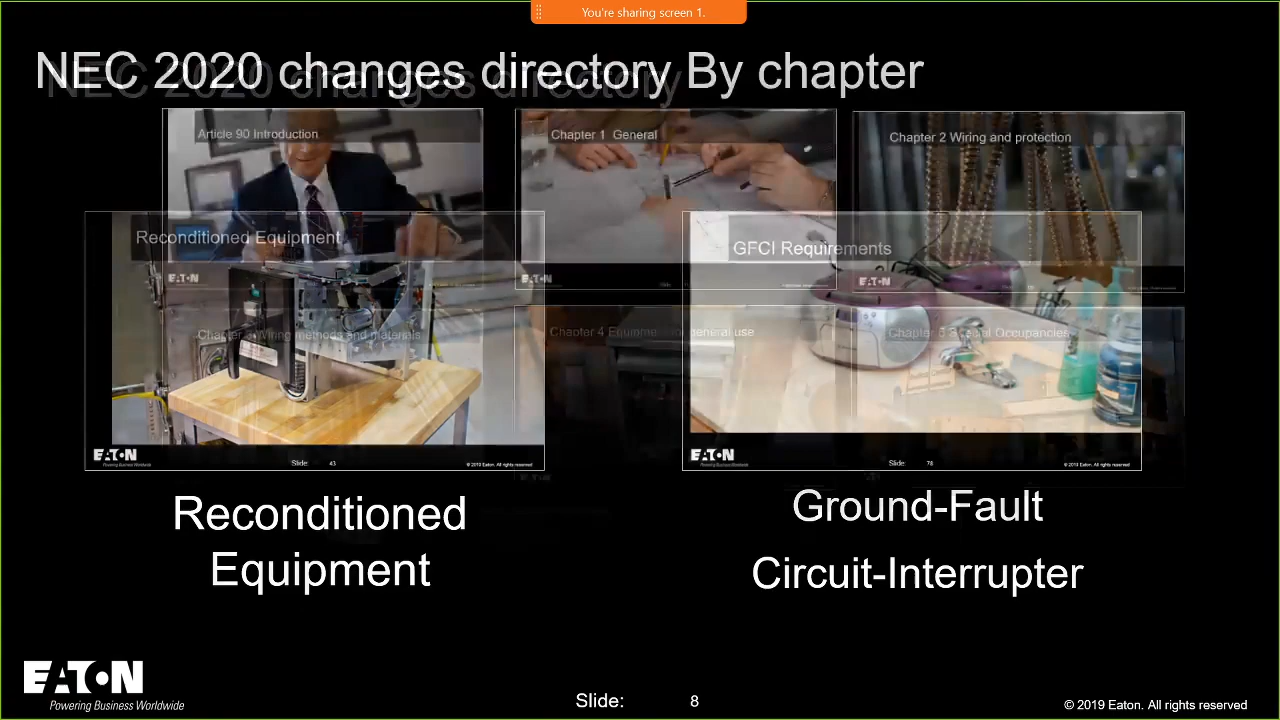 You're sharing screen 1.
NEC 2020 changes directory By chapter
NEC 2020 changes directory
Article 90 Introduction
Chapter 1 General
Chapter 2 Wiring and protection
Reconditioned Equipment
GFCI Requirements
EATON
EATON
EATON
Chapter 3 Wiring methods and materials
Chapter 4 general use
Chapter 5 Occupancies
EATON
Powering Business Worldwide
Slide: 43
© 2019 Eaton. All rights reserved
EATON
Powering Business Worldwide
Slide: 78
© 2019 Eaton. All rights reserved
Reconditioned
Equipment
Ground-Fault
Circuit-Interrupter
EATON
Powering Business Worldwide
Slide: 8
© 2019 Eaton. All rights reserved